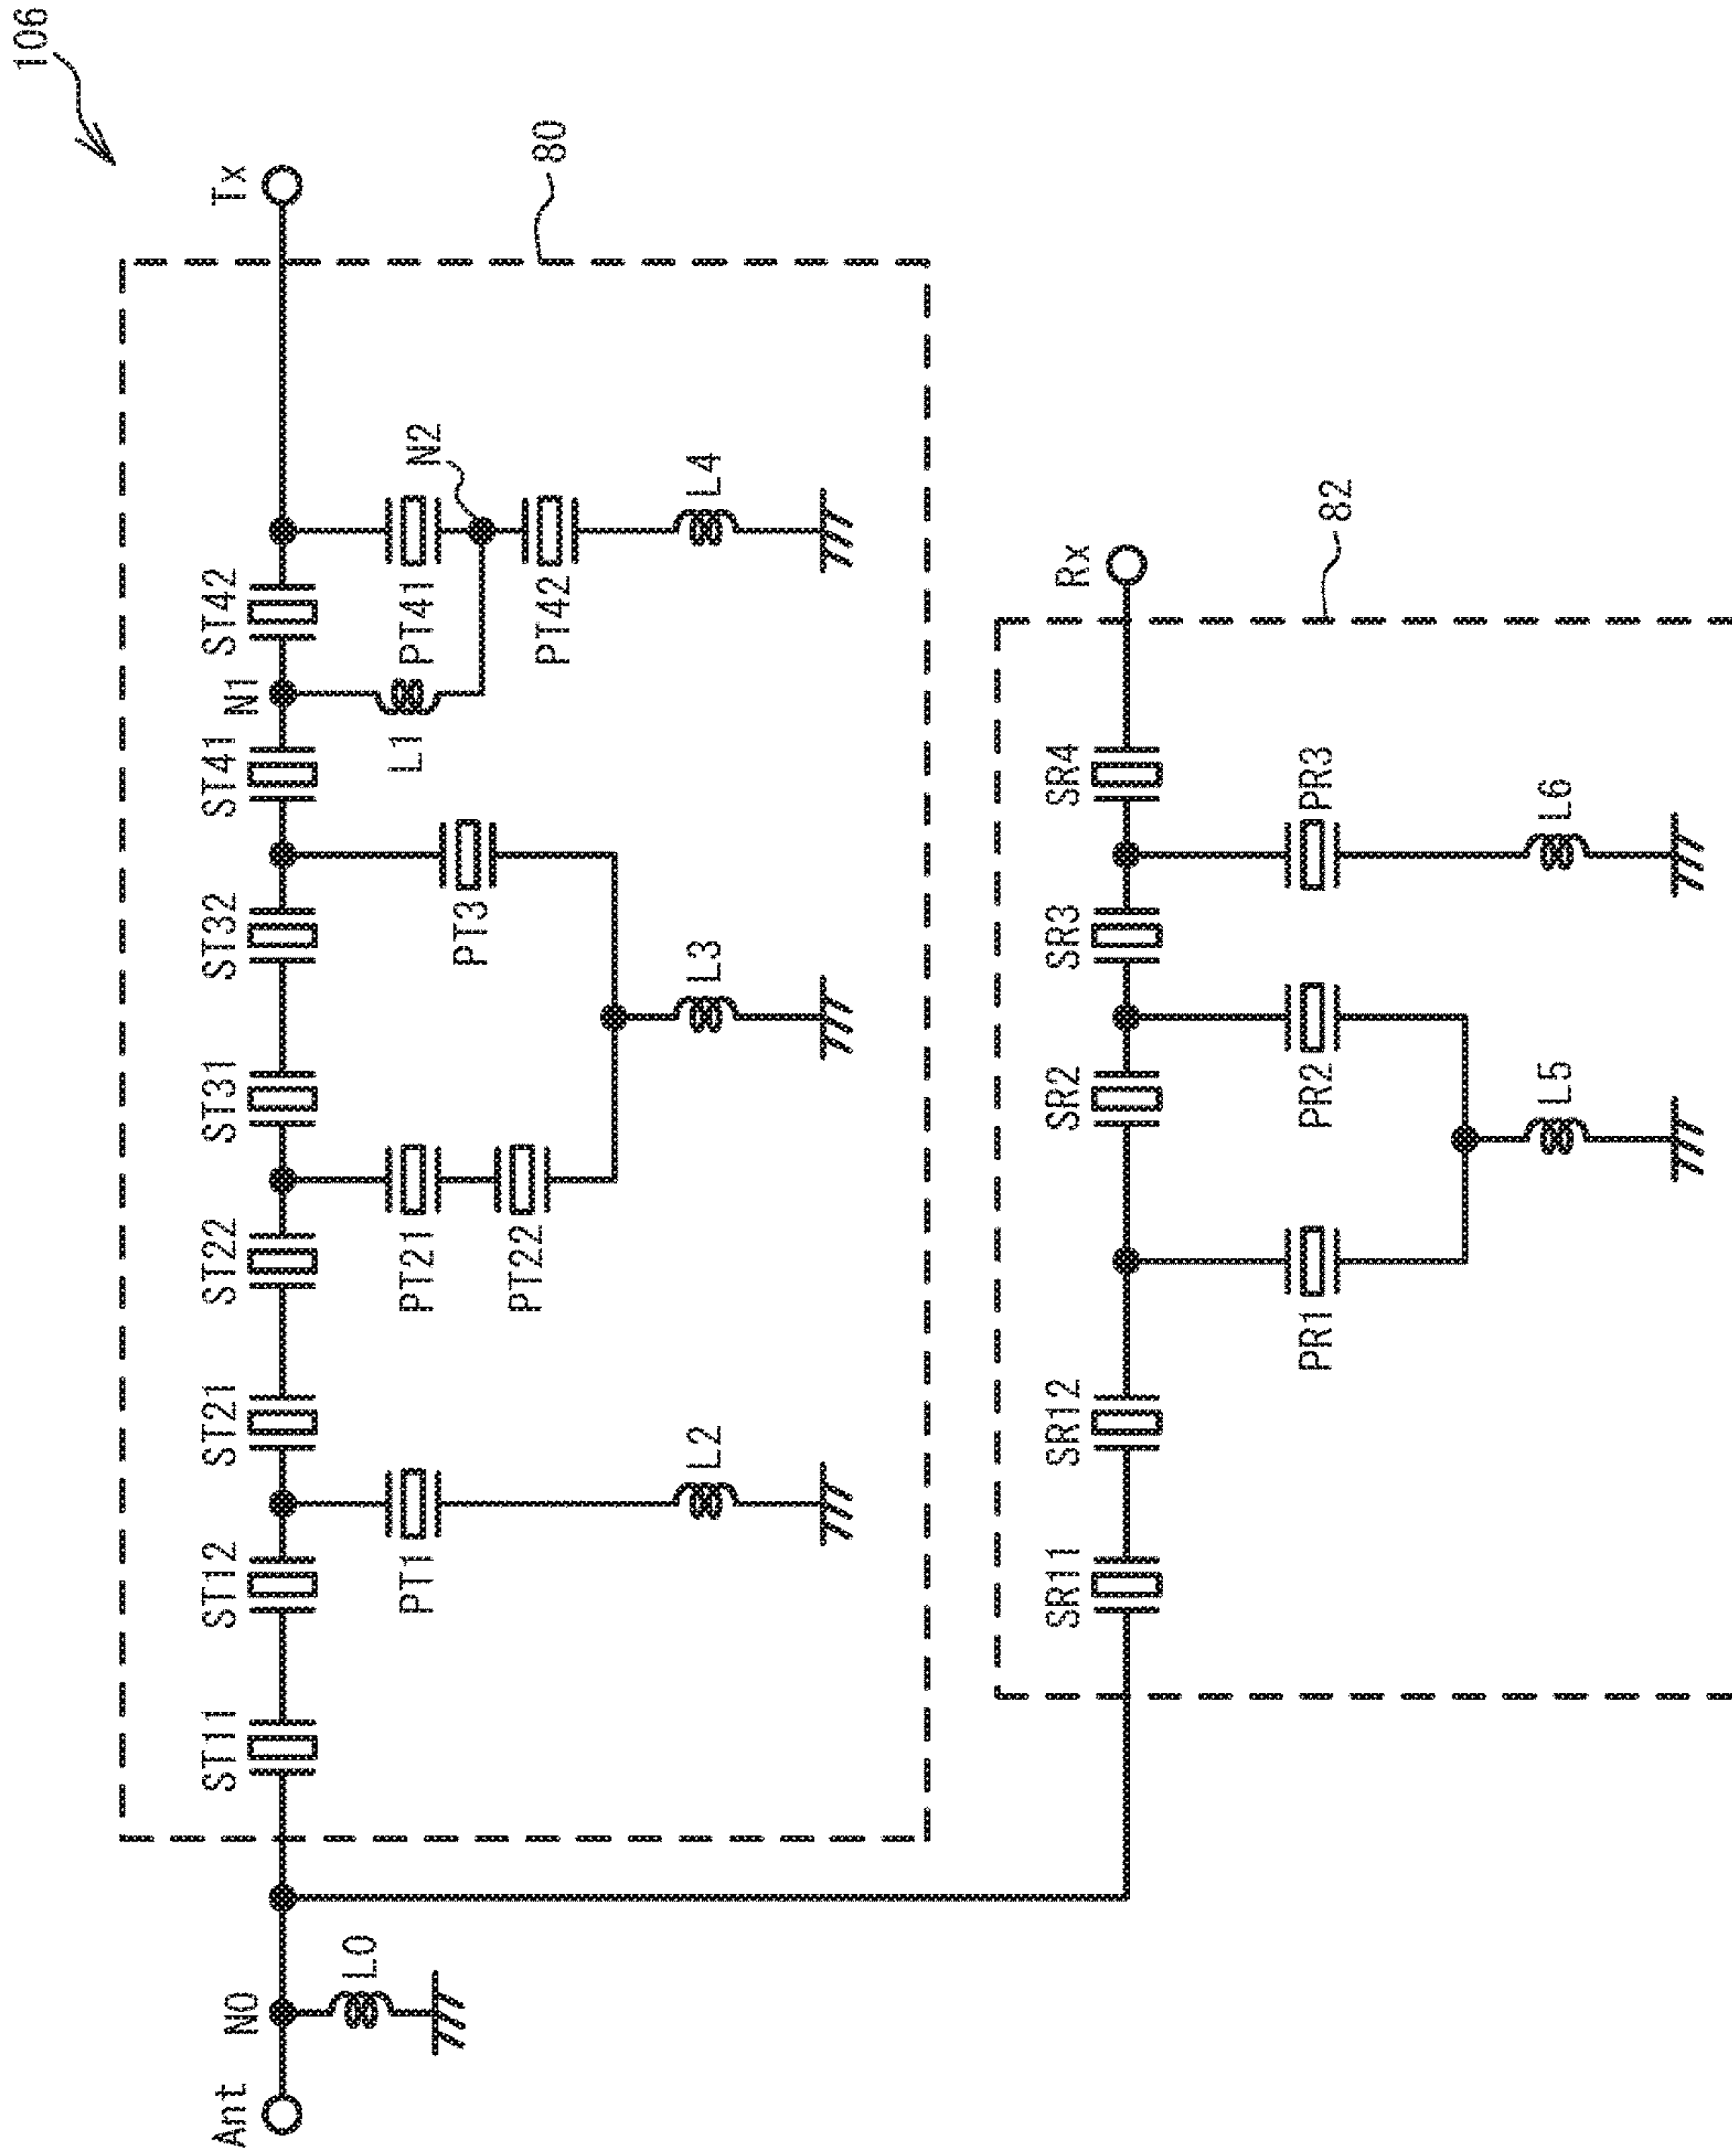 106
Ant
N0
L0
Tx
80
ST11
ST12
ST21
ST22
ST31
ST32
ST41
N1
ST42
PT1
PT21
PT22
PT3
L1
PT41
N2
PT42
L2
L3
L4
Rx
82
SR11
SR12
SR2
SR3
SR4
PR1
PR2
PR3
L5
L6